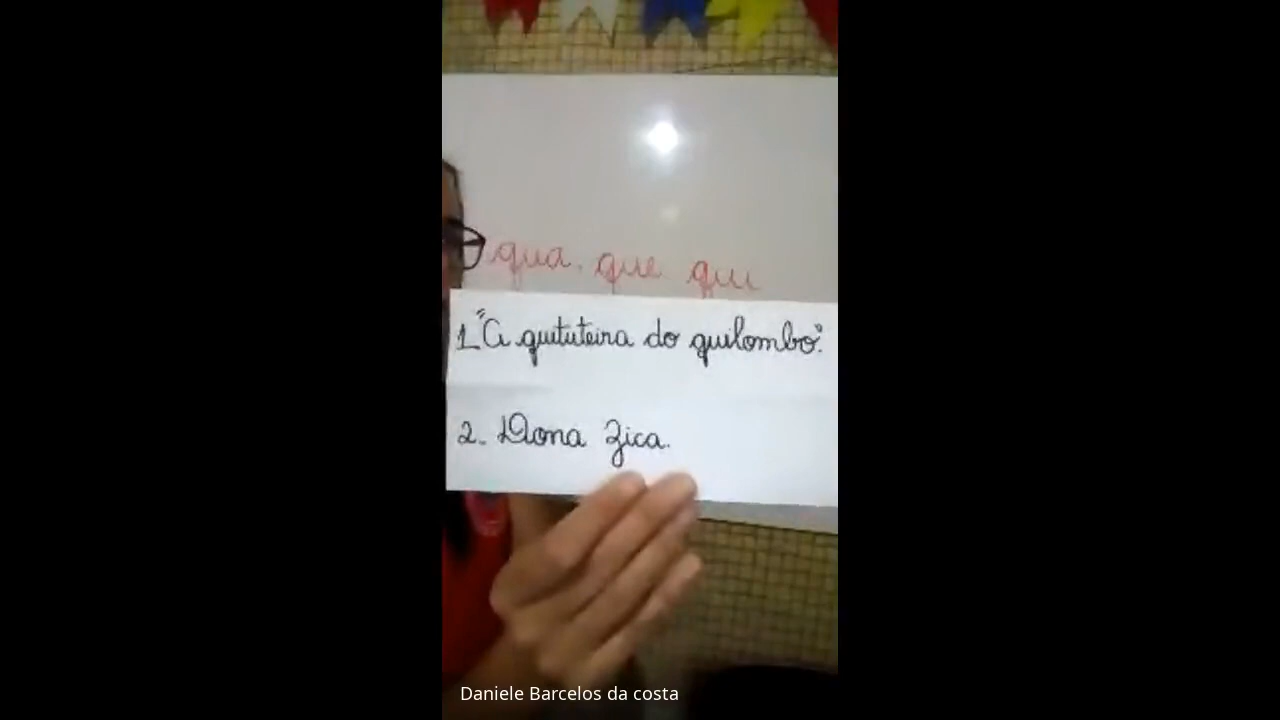 qua. que qui
1 "A quituteira do quilombo".
2. Dona Zica.
Daniele Barcelos da costa